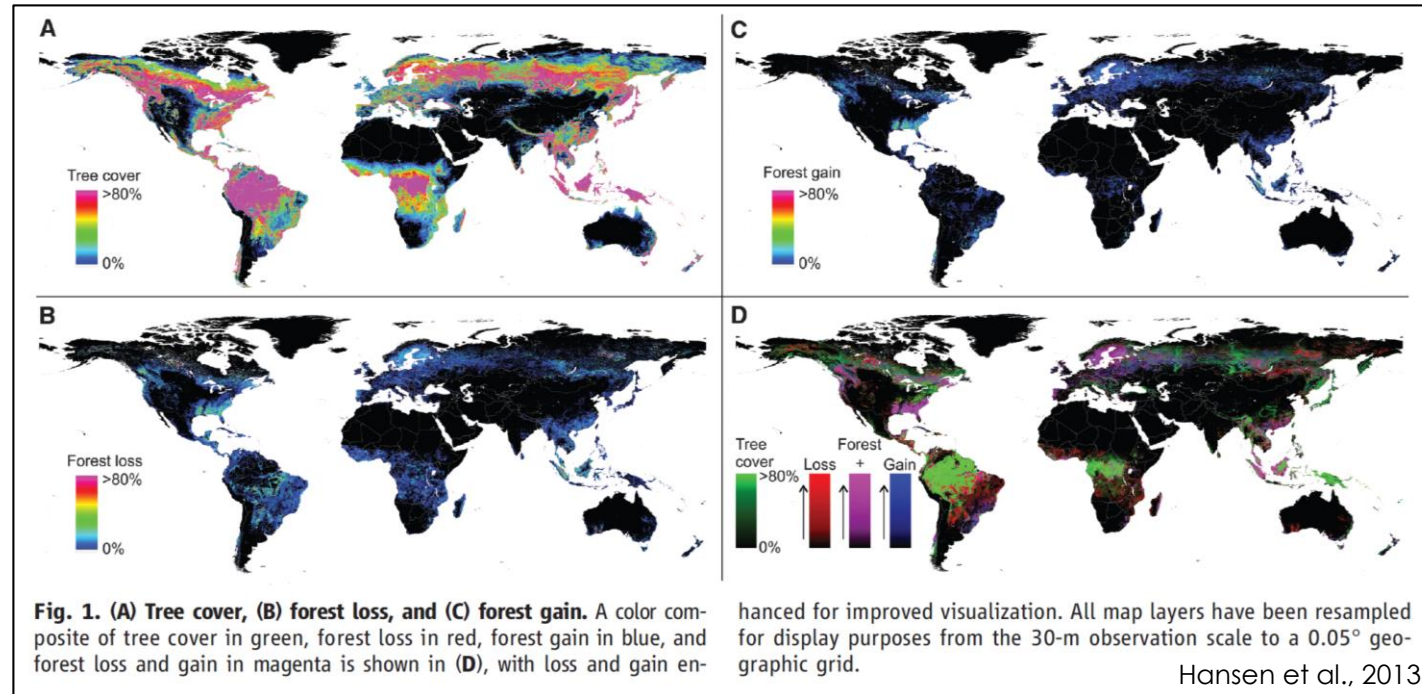 A
Tree cover
>80%
0%
C
Forest gain
>80%
0%
B
Forest loss
>80%
0%
D
Tree
cover
>80%
0%
Forest
Loss + Gain
Fig. 1. (A) Tree cover, (B) forest loss, and (C) forest gain. A color com-
posite of tree cover in green, forest loss in red, forest gain in blue, and
forest loss and gain in magenta is shown in (D), with loss and gain en-
hanced for improved visualization. All map layers have been resampled
for display purposes from the 30-m observation scale to a 0.05° geo-
graphic grid.
Hansen et al., 2013